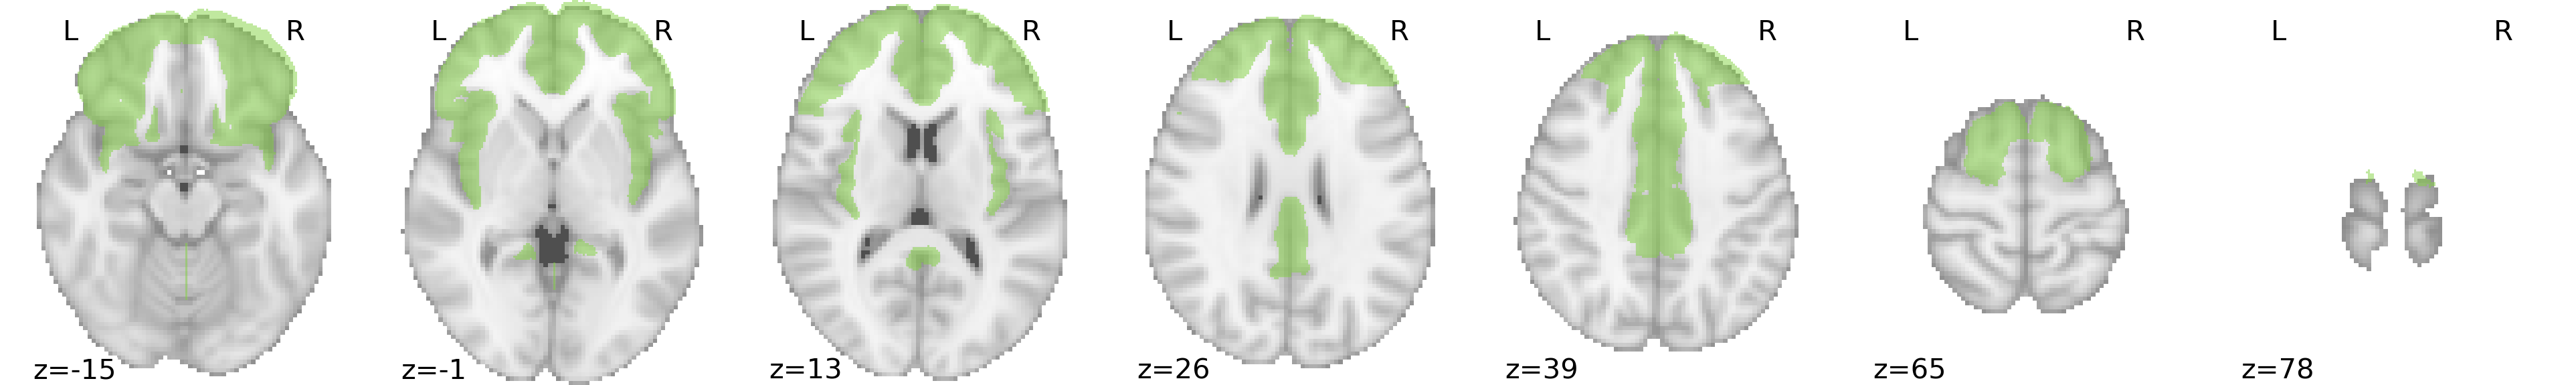 L R L R L R L R L R L R L R
z=-15 z=-1 z=13 z=26 z=39 z=65 z=78